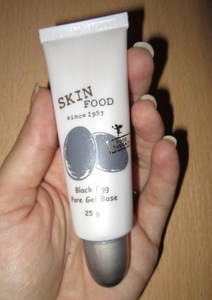 SKIN
FOOD
since 1957
Black Egg
Pore Gel Base
25 g